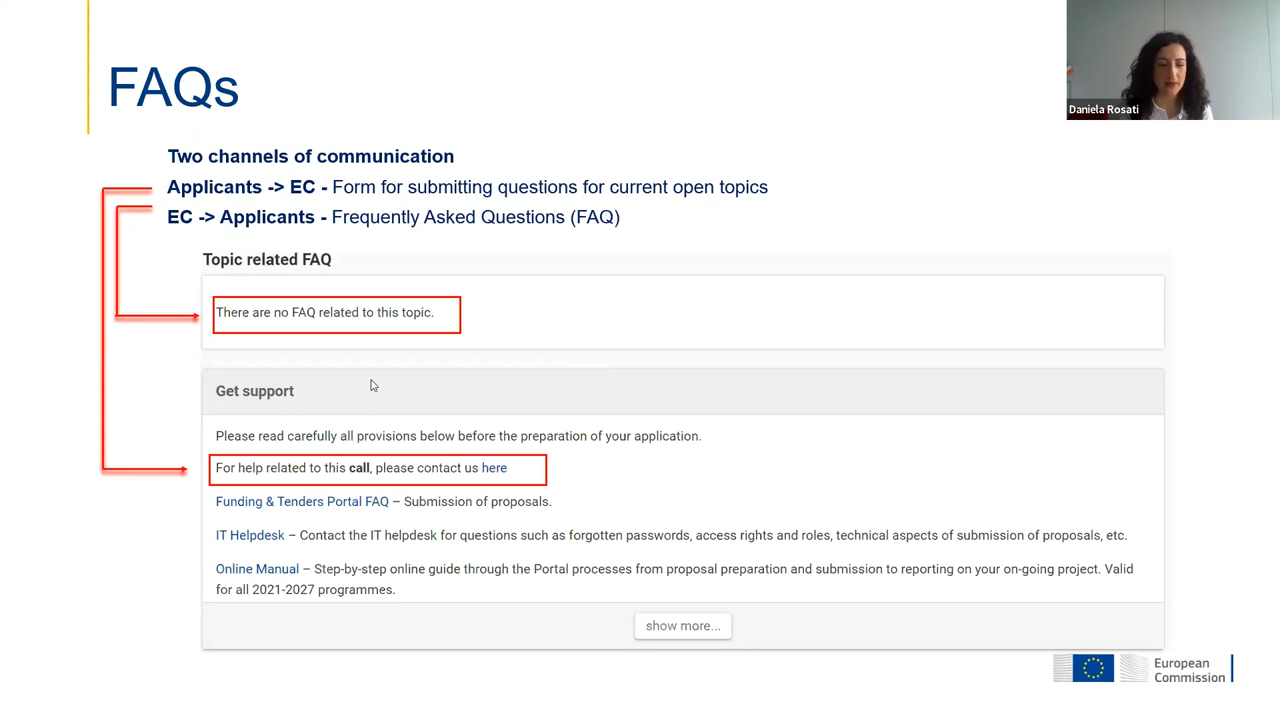 FAQs
Daniela Rosati
Two channels of communication
Applicants -> EC - Form for submitting questions for current open topics
EC -> Applicants - Frequently Asked Questions (FAQ)
Topic related FAQ
There are no FAQ related to this topic.
Get support
Please read carefully all provisions below before the preparation of your application.
For help related to this call, please contact us here
Funding & Tenders Portal FAQ – Submission of proposals.
IT Helpdesk – Contact the IT helpdesk for questions such as forgotten passwords, access rights and roles, technical aspects of submission of proposals, etc.
Online Manual – Step-by-step online guide through the Portal processes from proposal preparation and submission to reporting on your on-going project. Valid
for all 2021-2027 programmes.
show more...
European
Commission